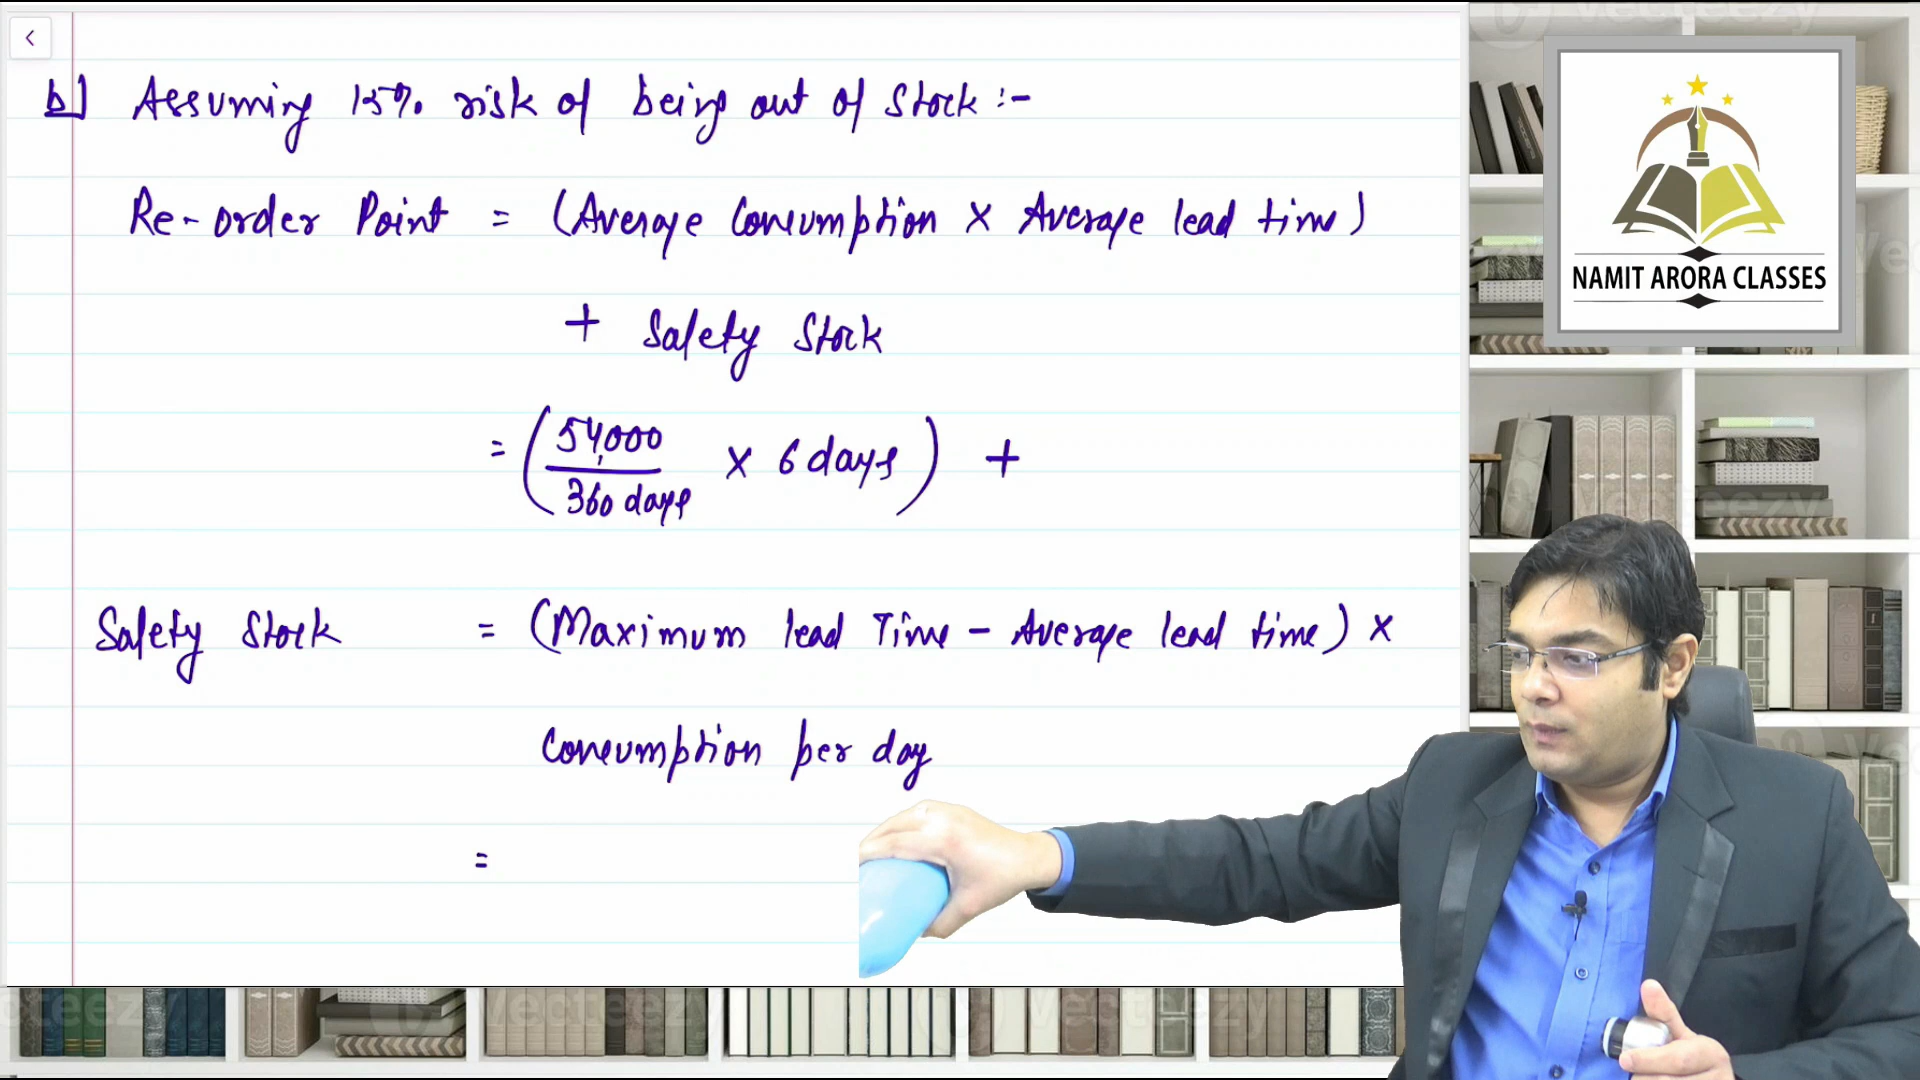 b] Assuming 15% risk of being out of stock :-
Re-order Point = (Average Consumption X Average lead time)
+ Safety Stock
= (54,000 / 360 days X 6 days) +
Safety Stock = (Maximum lead Time - Average lead time) X
Consumption per day
=
NAMIT ARORA CLASSES
Vecteezy